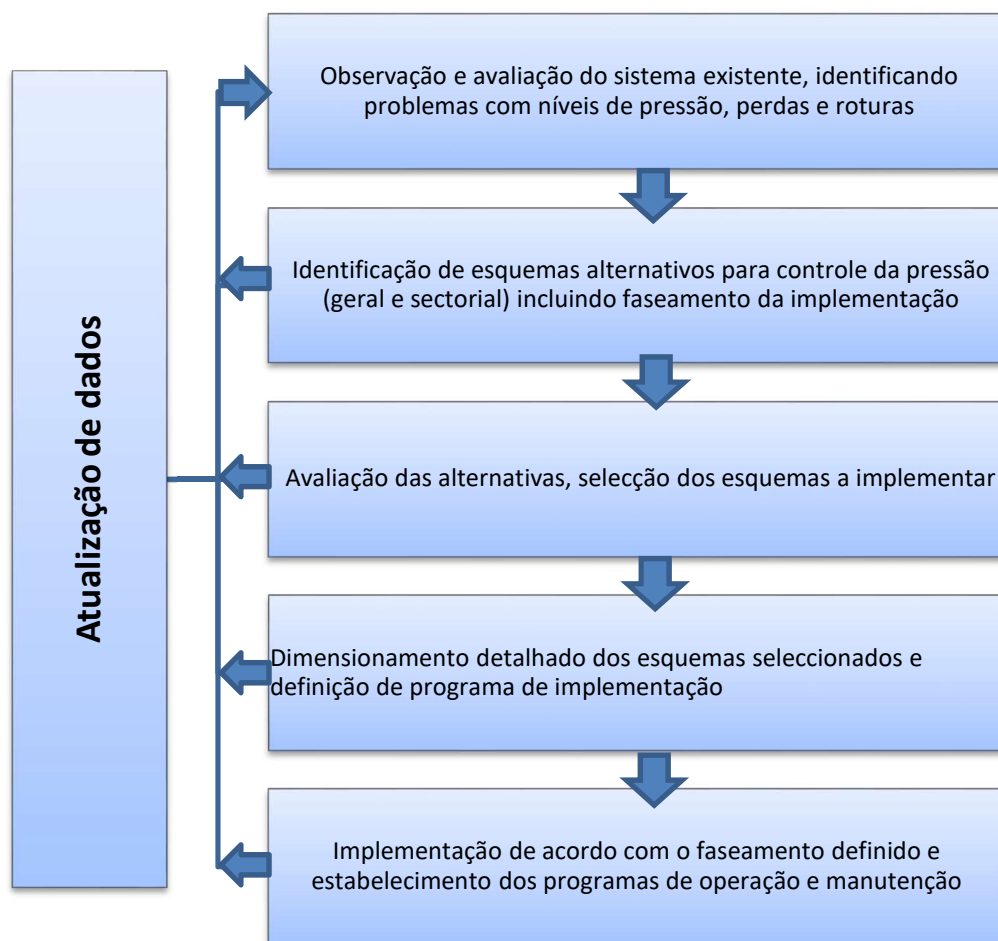 Atualização de dados
Observação e avaliação do sistema existente, identificando
problemas com níveis de pressão, perdas e roturas
Identificação de esquemas alternativos para controle da pressão
(geral e sectorial) incluindo faseamento da implementação
Avaliação das alternativas, selecção dos esquemas a implementar
Dimensionamento detalhado dos esquemas seleccionados e
definição de programa de implementação
Implementação de acordo com o faseamento definido e
estabelecimento dos programas de operação e manutenção